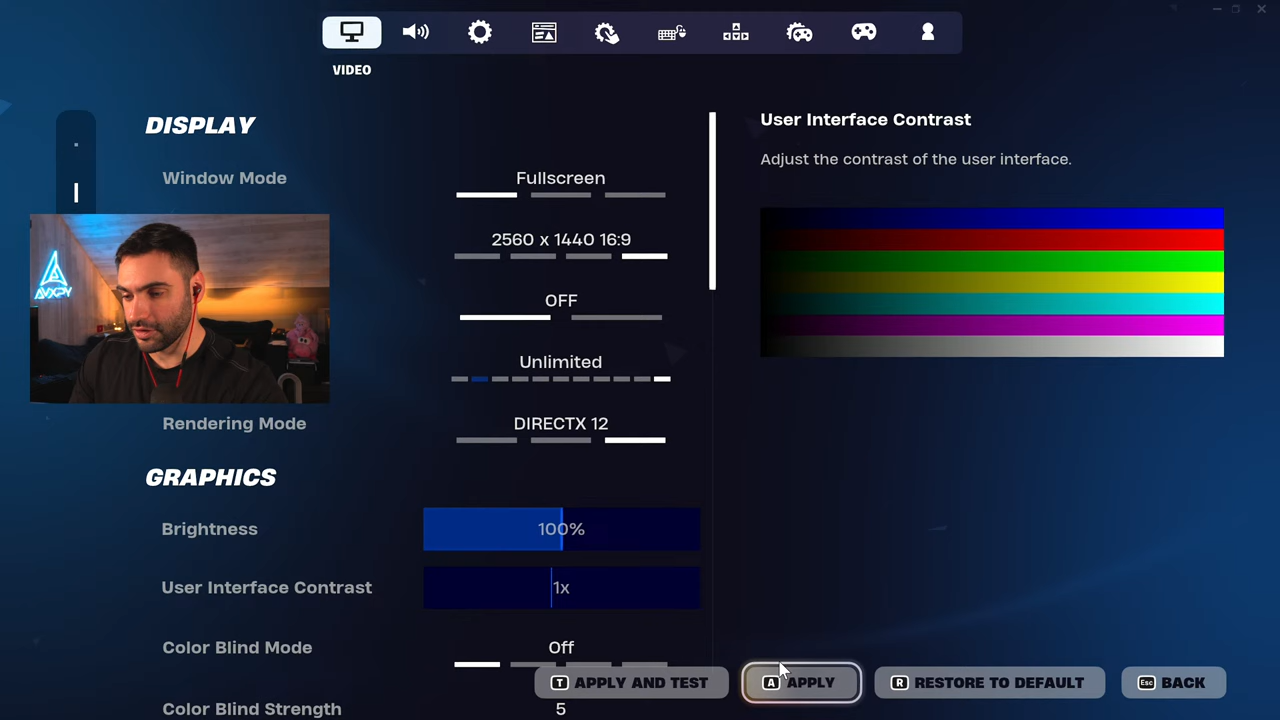 VIDEO
DISPLAY
Window Mode
Fullscreen
2560 x 1440 16:9
OFF
Unlimited
Rendering Mode
DIRECTX 12
GRAPHICS
Brightness
100%
User Interface Contrast
1x
Color Blind Mode
Off
Color Blind Strength
5
User Interface Contrast
Adjust the contrast of the user interface.
AVXRY
T APPLY AND TEST
A APPLY
R RESTORE TO DEFAULT
Esc BACK